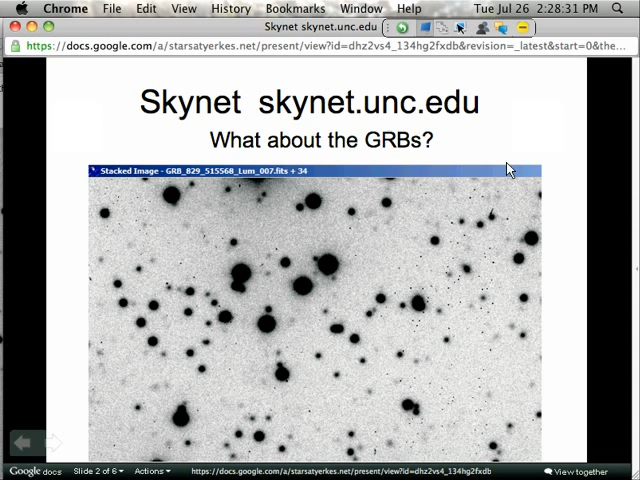 Chrome File Edit View History Bookmarks Window Help Tue Jul 26 2:28:31 PM
Skynet skynet.unc.edu
https://docs.google.com/a/starsatyerkes.net/present/view?id=dhz2vs4_134hg2fxdb&revision=_latest&start=0&the...
Skynet skynet.unc.edu
What about the GRBs?
Stacked Image - GRB_829_515568_Lum_007.fits + 34
Google docs Slide 2 of 6 Actions https://docs.google.com/a/starsatyerkes.net/present/view?id=dhz2vs4_134hg2fxdb View together